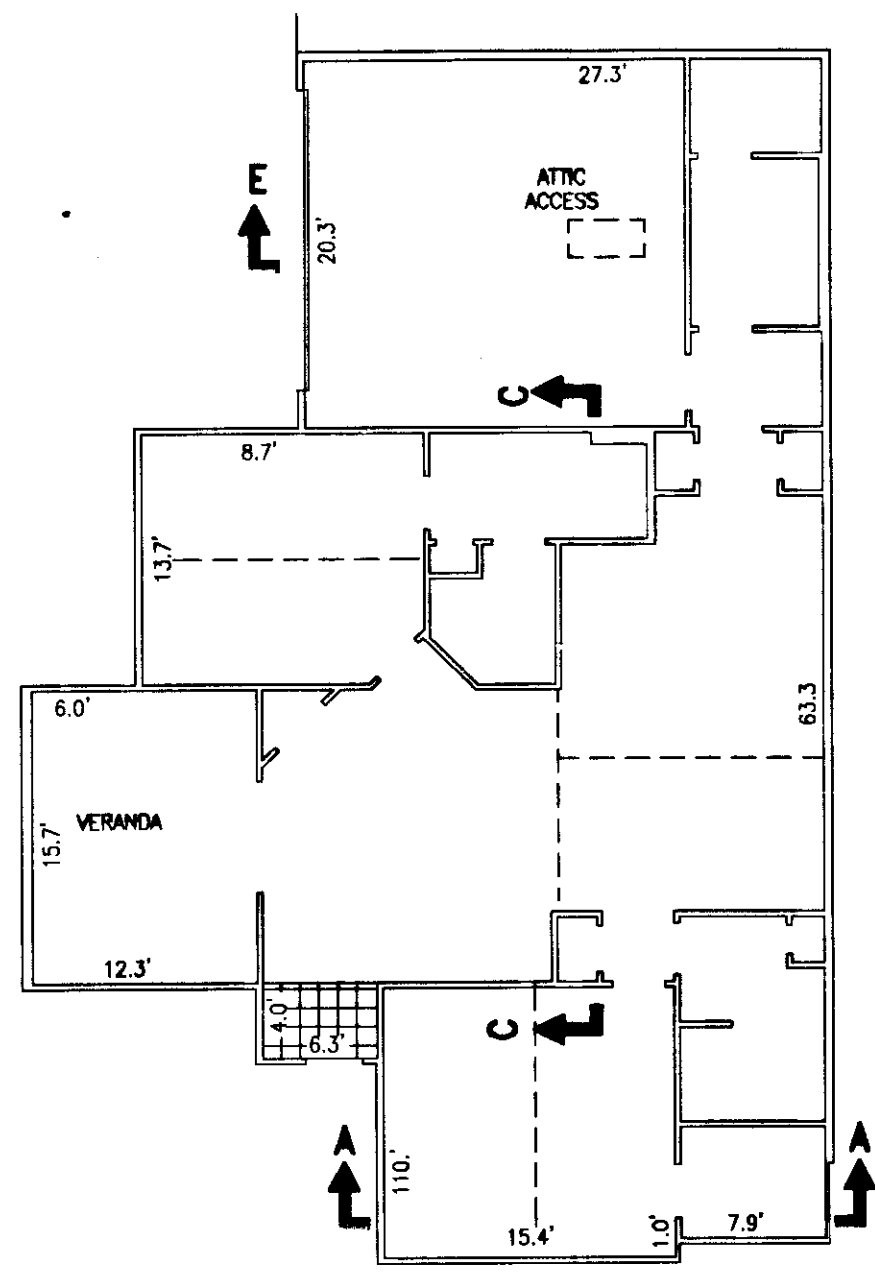 27.3'
E
ATTIC
ACCESS
20.3'
C
8.7'
13.7'
6.0'
63.3
VERANDA
15.7'
12.3'
4.0'
6.3'
C
A
A
110.'
15.4'
1.0'
7.9'